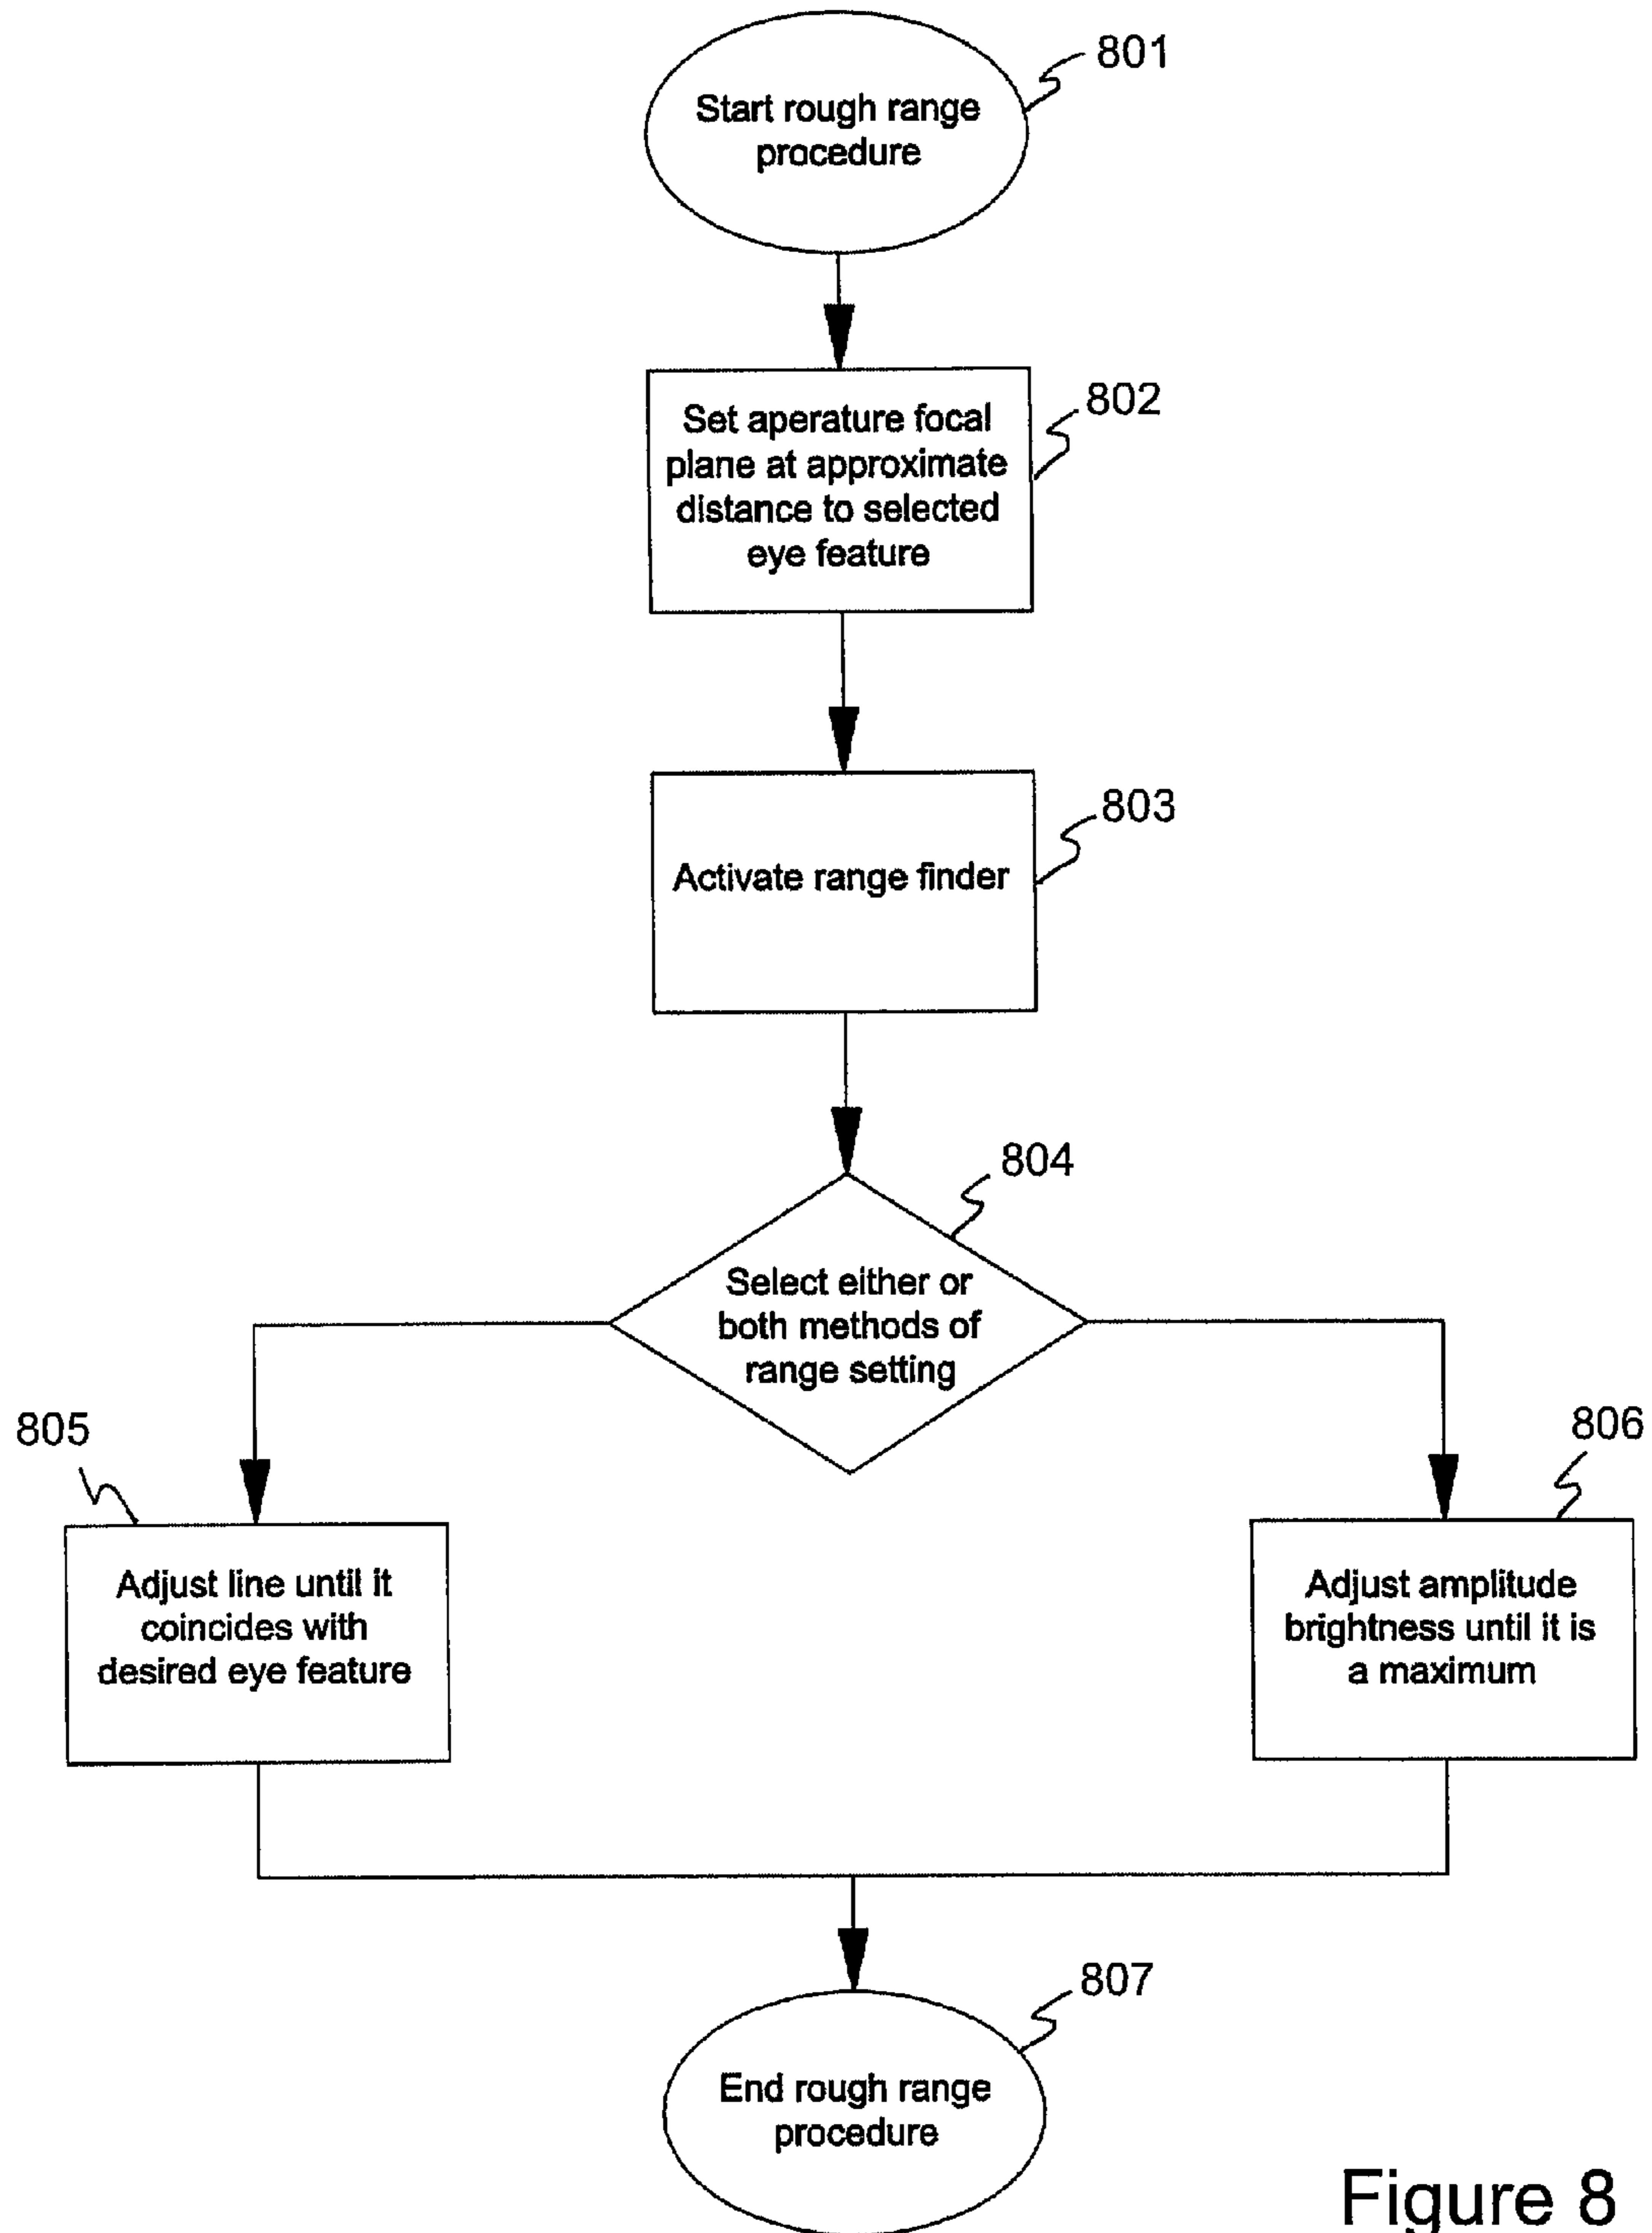 801
Start rough range
procedure
802
Set aperature focal
plane at approximate
distance to selected
eye feature
803
Activate range finder
804
Select either or
both methods of
range setting
805
Adjust line until it
coincides with
desired eye feature
806
Adjust amplitude
brightness until it is
a maximum
807
End rough range
procedure
Figure 8